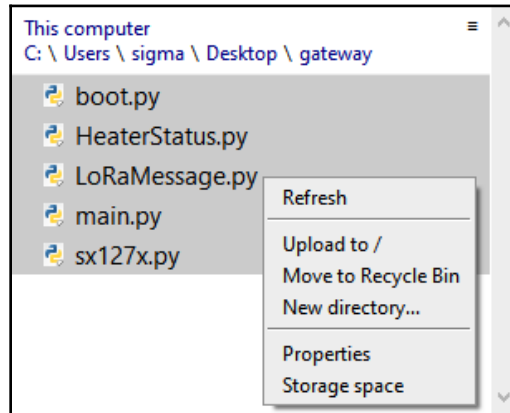 This computer
C: \ Users \ sigma \ Desktop \ gateway
boot.py
HeaterStatus.py
LoRaMessage.py
main.py
sx127x.py
Refresh
Upload to /
Move to Recycle Bin
New directory...
Properties
Storage space